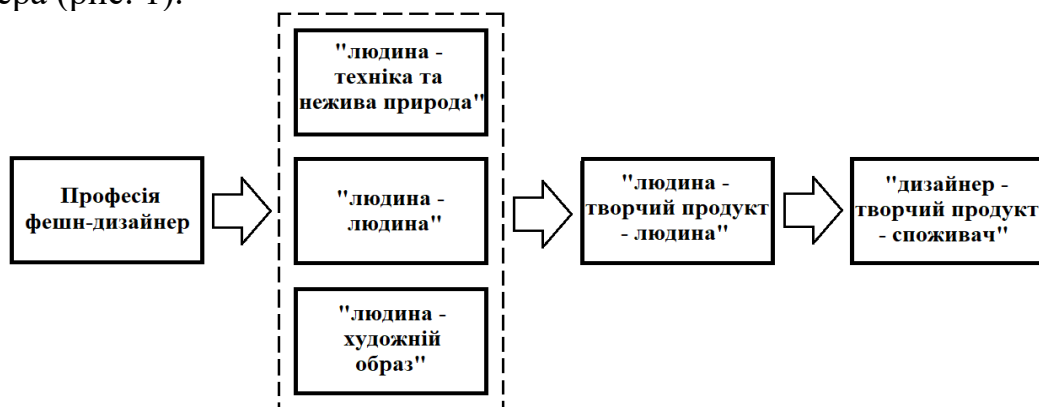 ера (рис. 1).
"людина -
техніка та
нежива природа"
Професія
фешн-дизайнер
"людина -
людина"
"людина -
творчий продукт
- людина"
"дизайнер -
творчий продукт
- споживач"
"людина -
художній
образ"